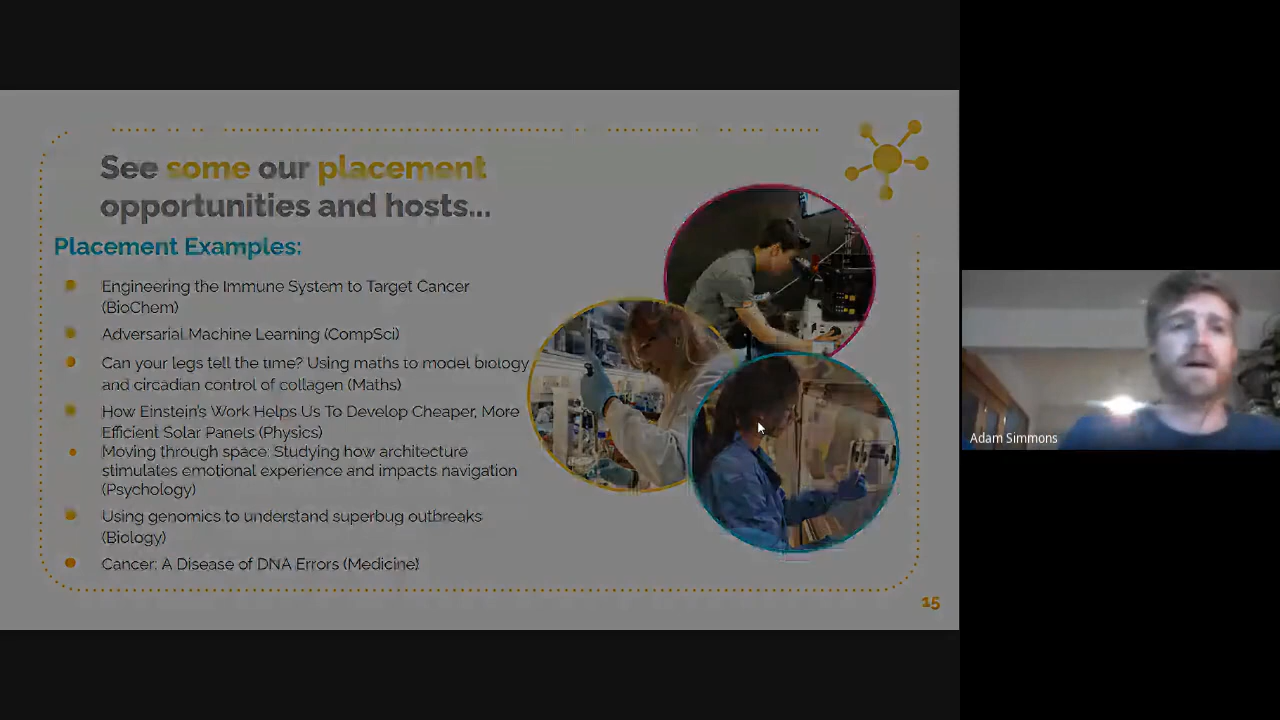 See some our placement
opportunities and hosts...
Placement Examples:
Engineering the Immune System to Target Cancer
(BioChem)
Adversarial Machine Learning (CompSci)
Can your legs tell the time? Using maths to model biology
and circadian control of collagen (Maths)
How Einstein's Work Helps Us To Develop Cheaper, More
Efficient Solar Panels (Physics)
Moving through space: Studying how architecture
stimulates emotional experience and impacts navigation
(Psychology)
Using genomics to understand superbug outbreaks
(Biology)
Cancer: A Disease of DNA Errors (Medicine)
15
Adam Simmons